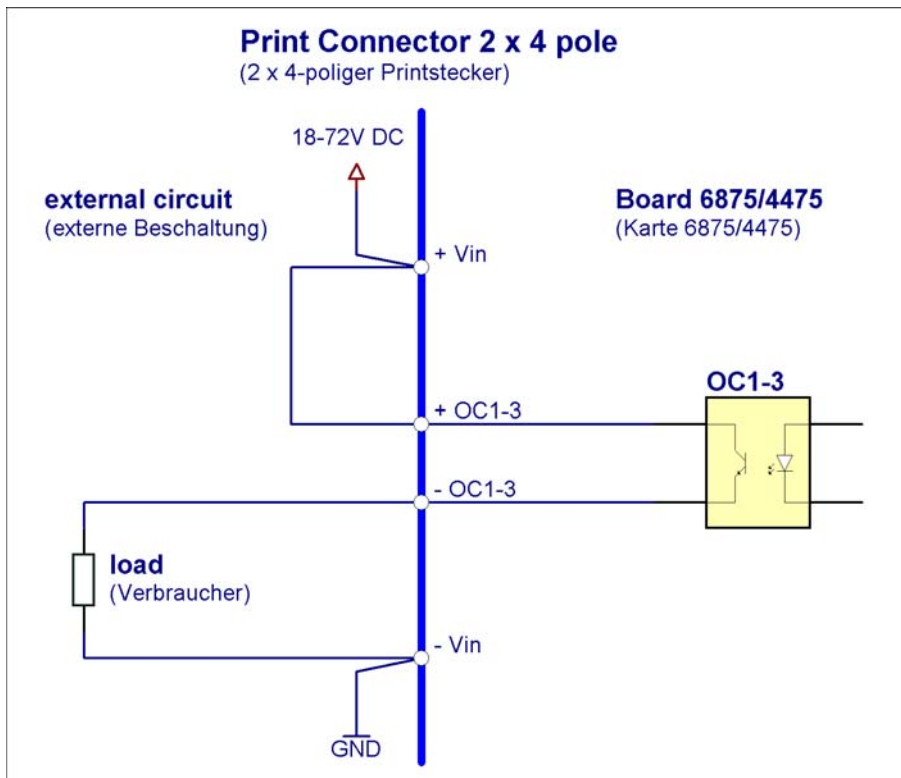 Print Connector 2 x 4 pole
(2 x 4-poliger Printstecker)
18-72V DC
external circuit
(externe Beschaltung)
Board 6875/4475
(Karte 6875/4475)
+ Vin
OC1-3
+ OC1-3
- OC1-3
load
(Verbraucher)
- Vin
GND